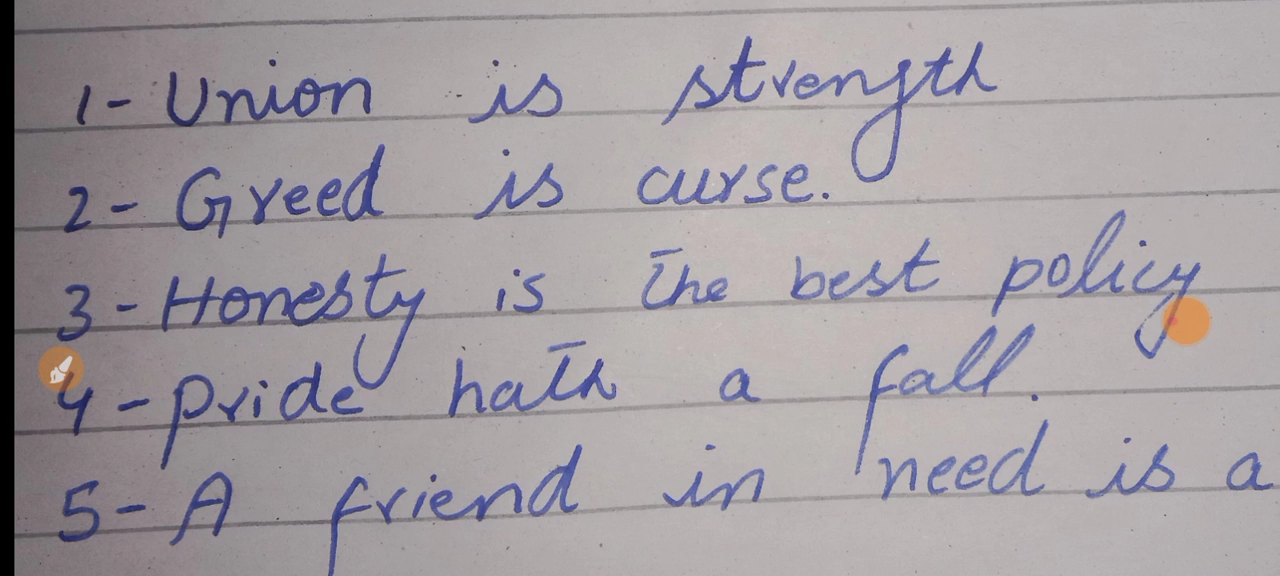 1- Union is strength
2- Greed is curse.
3- Honesty is the best policy
4- pride hath a fall.
5- A friend in need is a